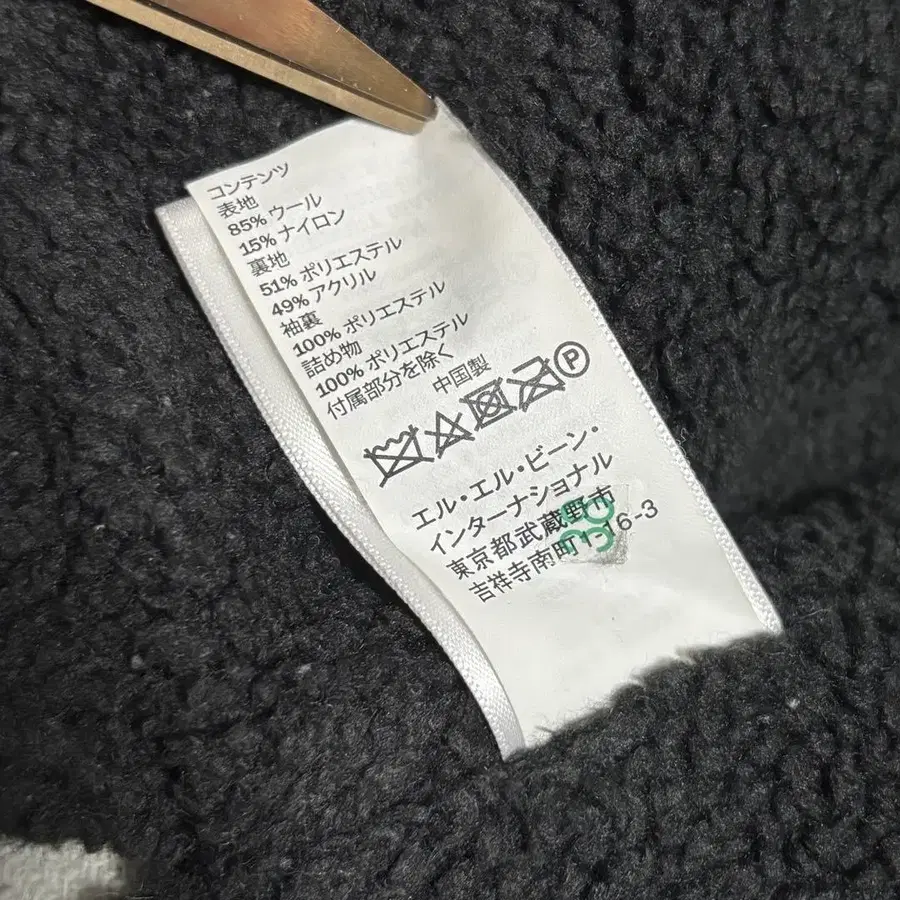 コンテンツ
表地
85% ウール
15% ナイロン
裏地
51% ポリエステル
49% アクリル
袖裏
100% ポリエステル
詰め物
100% ポリエステル
付属部分を除く
中国製
P
エル・エル・ビーン・
インターナショナル
東京都武蔵野市
吉祥寺南町1-16-3